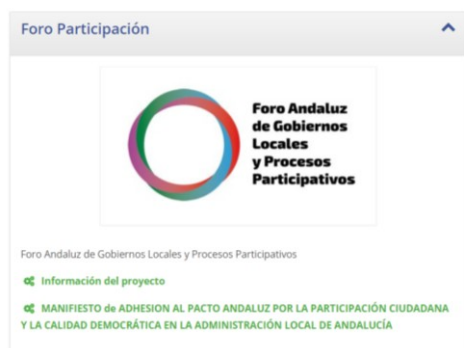 Foro Participación
Foro Andaluz
de Gobiernos
Locales
y Procesos
Participativos
Foro Andaluz de Gobiernos Locales y Procesos Participativos
Información del proyecto
MANIFIESTO de ADHESION AL PACTO ANDALUZ POR LA PARTICIPACIÓN CIUDADANA
Y LA CALIDAD DEMOCRÁTICA EN LA ADMINISTRACIÓN LOCAL DE ANDALUCÍA